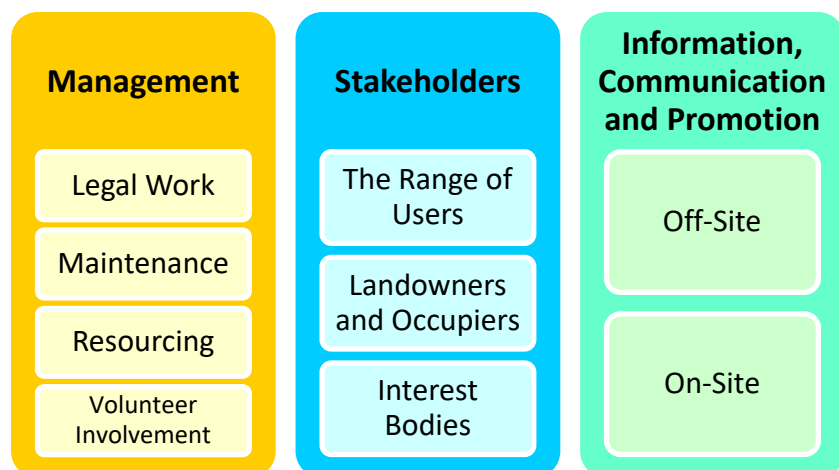 Management
Legal Work
Maintenance
Resourcing
Volunteer
Involvement
Stakeholders
The Range of
Users
Landowners
and Occupiers
Interest
Bodies
Information,
Communication
and Promotion
Off-Site
On-Site